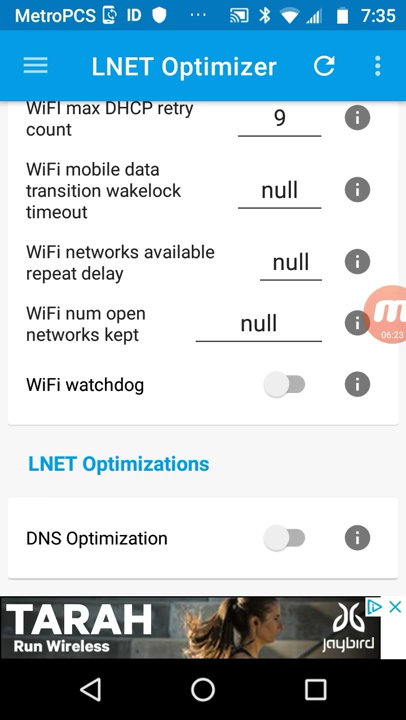 MetroPCS ID ... 7:35
LNET Optimizer
WiFI max DHCP retry
count
9
WiFi mobile data
transition wakelock
timeout
null
WiFi networks available
repeat delay
null
WiFi num open
networks kept
null
06:23
WiFi watchdog
LNET Optimizations
DNS Optimization
TARAH
Run Wireless
jaybird